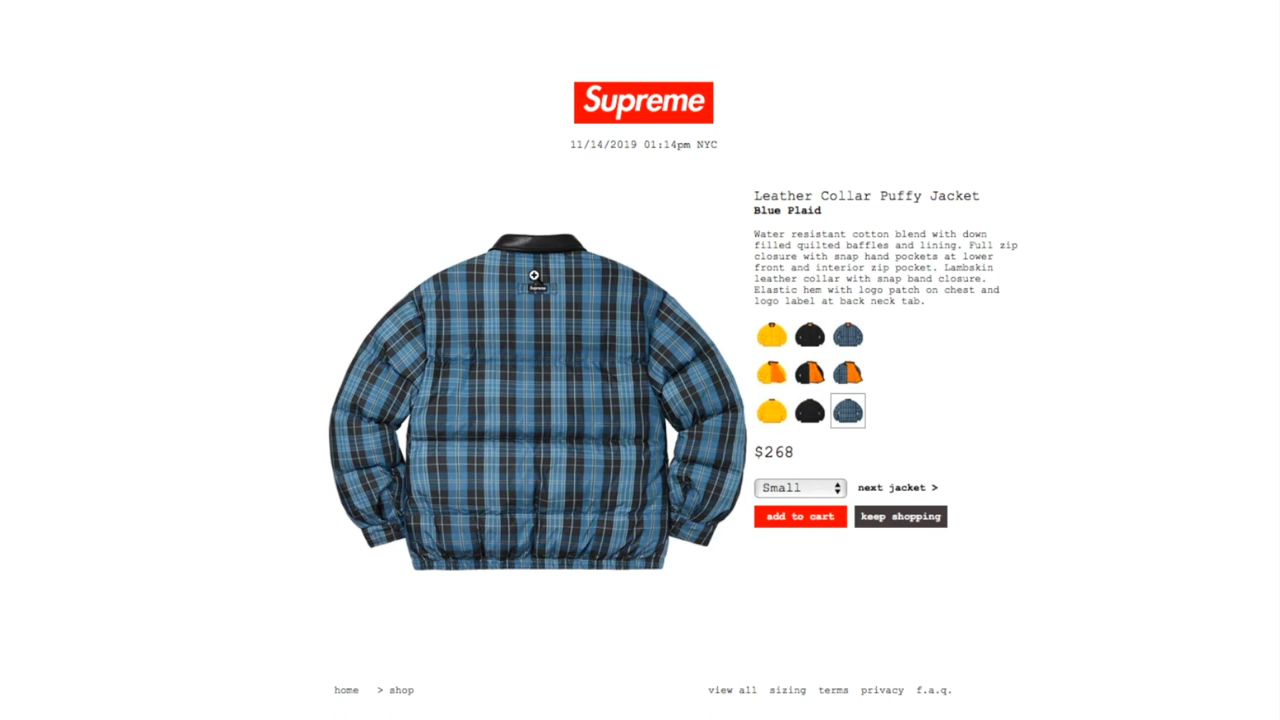 Supreme
11/14/2019 01:14pm NYC
Leather Collar Puffy Jacket
Blue Plaid
Water resistant cotton blend with down
filled quilted baffles and lining. Full zip
closure with snap hand pockets at lower
front and interior zip pocket. Lambskin
leather collar with snap band closure.
Elastic hem with logo patch on chest and
logo label at back neck tab.
Supreme
$268
Small
next jacket >
add to cart
keep shopping
home > shop
view all sizing terms privacy f.a.q.